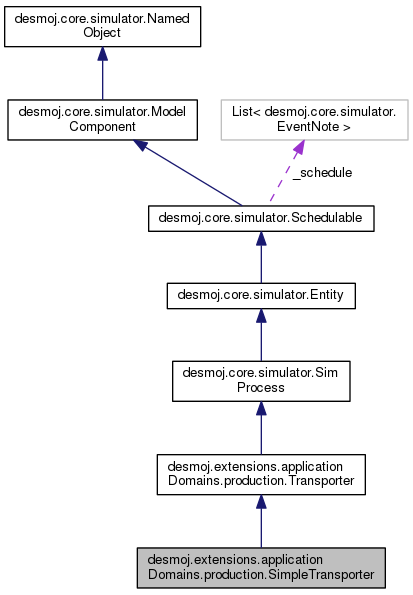 desmoj.core.simulator.Named
Object
desmoj.core.simulator.Model
Component
List< desmoj.core.simulator.
EventNote >
_schedule
desmoj.core.simulator.Schedulable
desmoj.core.simulator.Entity
desmoj.core.simulator.Sim
Process
desmoj.extensions.application
Domains.production.Transporter
desmoj.extensions.application
Domains.production.SimpleTransporter